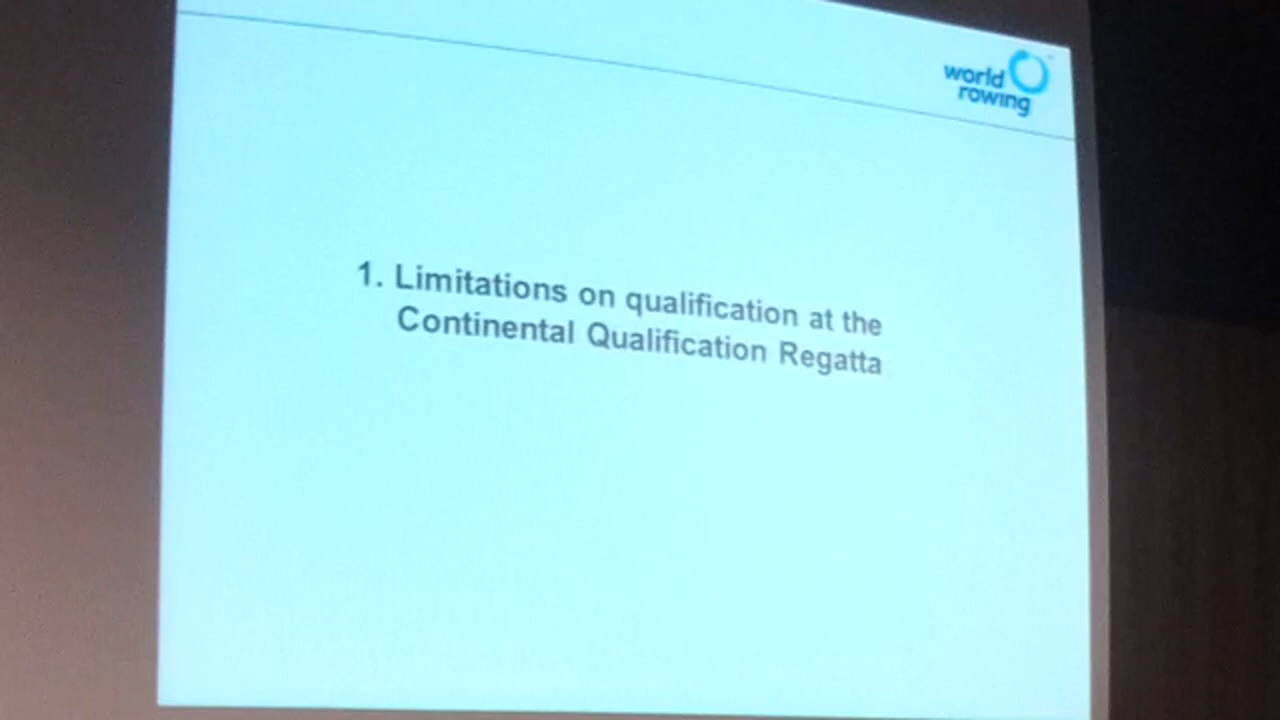 world
rowing
1. Limitations on qualification at the
Continental Qualification Regatta